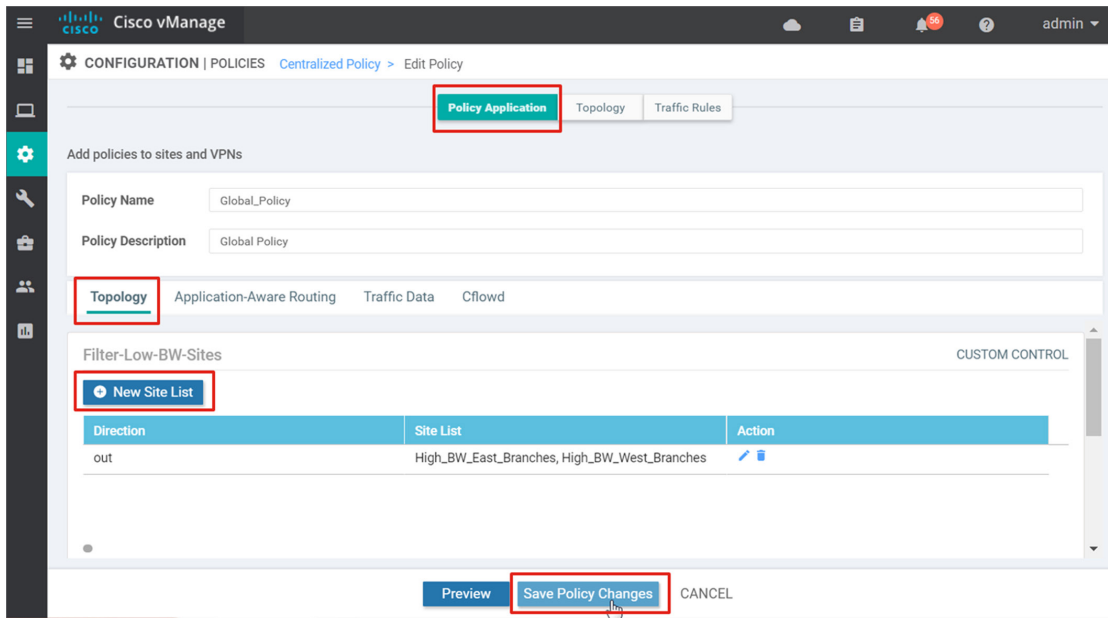 cisco Cisco vManage 56 admin
CONFIGURATION | POLICIES Centralized Policy > Edit Policy
Policy Application Topology Traffic Rules
Add policies to sites and VPNs
Policy Name Global_Policy
Policy Description Global Policy
Topology Application-Aware Routing Traffic Data Cflowd
Filter-Low-BW-Sites CUSTOM CONTROL
New Site List
Direction Site List Action
out High_BW_East_Branches, High_BW_West_Branches
Preview Save Policy Changes CANCEL